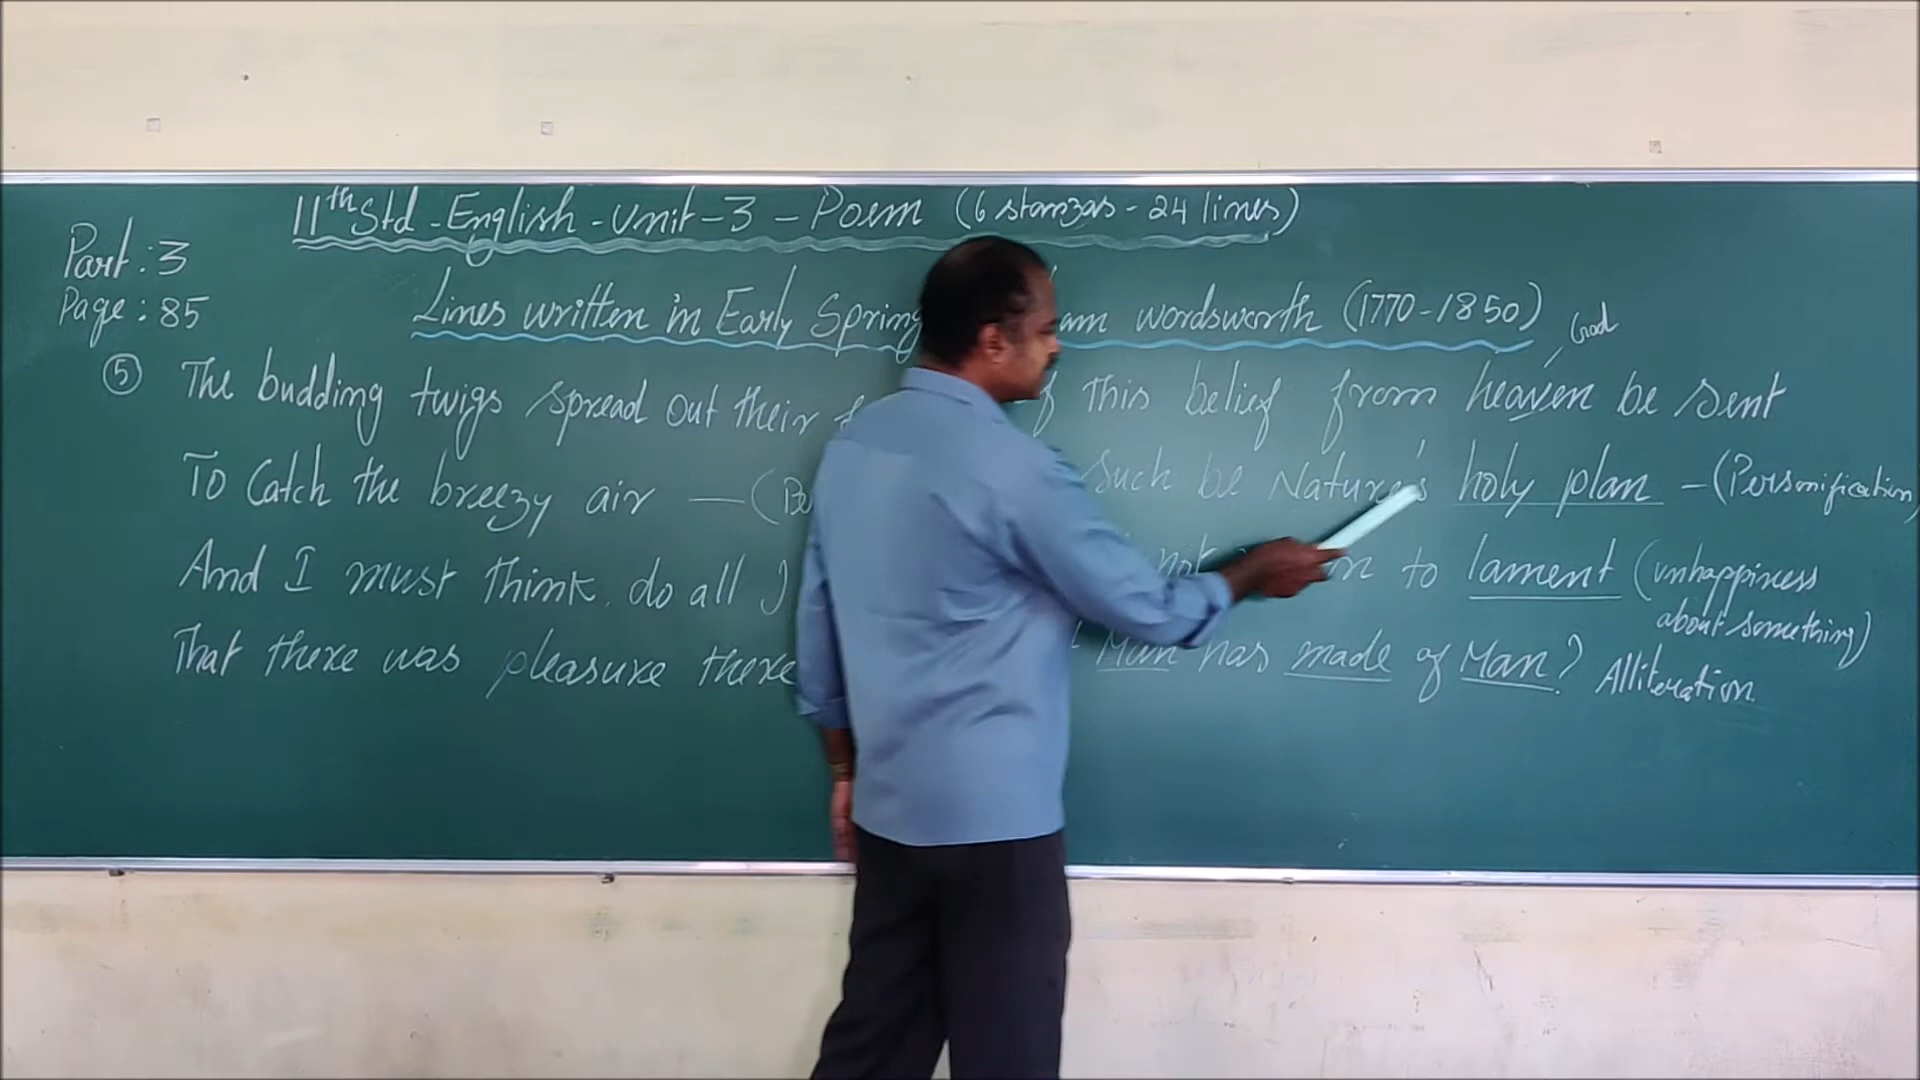 11th Std - English - Unit - 3 - Poem (6 stanzas - 24 lines)
Part : 3
Page : 85
Lines written in Early Spring am wordsworth (1770-1850)
God
⑤ The budding twigs spread out their
To Catch the breezy air — (Pe
And I must think, do all I
That there was pleasure there
this belief from heaven be sent
such be Nature's holy plan - (Personification)
not to lament (unhappiness
about something)
Man has made of Man? Alliteration.